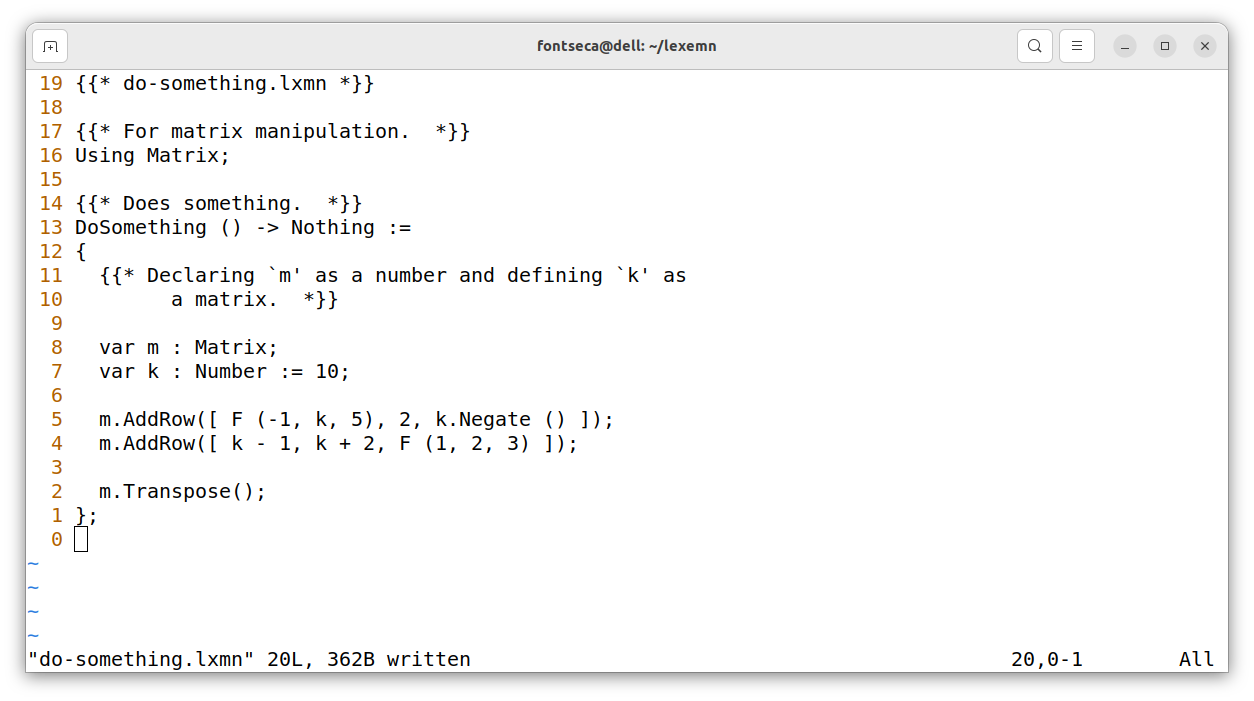 fontseca@dell: ~/lexemn
19 {{* do-something.lxmn *}}
18
17 {{* For matrix manipulation.  *}}
16 Using Matrix;
15
14 {{* Does something.  *}}
13 DoSomething () -> Nothing :=
12 {
11   {{* Declaring `m' as a number and defining `k' as
10         a matrix.  *}}
9
8   var m : Matrix;
7   var k : Number := 10;
6
5   m.AddRow([ F (-1, k, 5), 2, k.Negate () ]);
4   m.AddRow([ k - 1, k + 2, F (1, 2, 3) ]);
3
2   m.Transpose();
1 };
0
~
~
~
~
"do-something.lxmn" 20L, 362B written 20,0-1 All